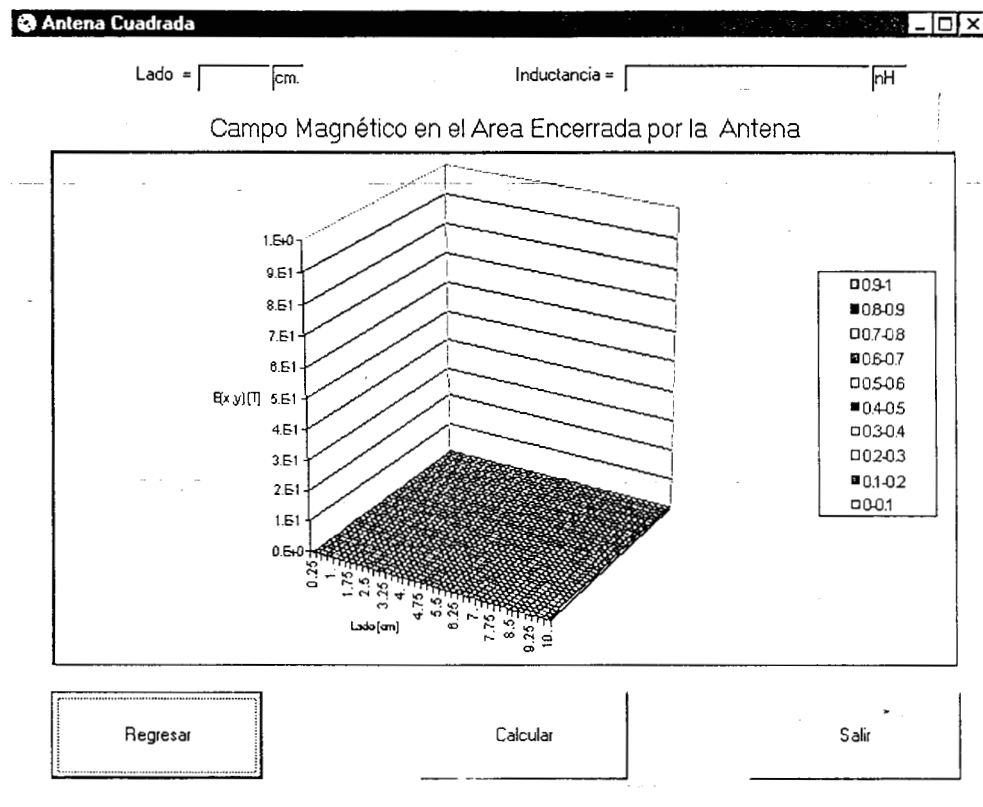 Antena Cuadrada
Lado = cm.
Inductancia = nH
Campo Magnético en el Area Encerrada por la Antena
1.E+0
9.E-1
8.E-1
7.E-1
6.E-1
B(x,y) [T] 5.E-1
4.E-1
3.E-1
2.E-1
1.E-1
0.E+0
0.25
1.
1.75
2.5
3.25
4.
4.75
5.5
6.25
7.
7.75
8.5
9.25
10.
Lado [cm]
0.9-1
0.8-0.9
0.7-0.8
0.6-0.7
0.5-0.6
0.4-0.5
0.3-0.4
0.2-0.3
0.1-0.2
0-0.1
Regresar
Calcular
Salir